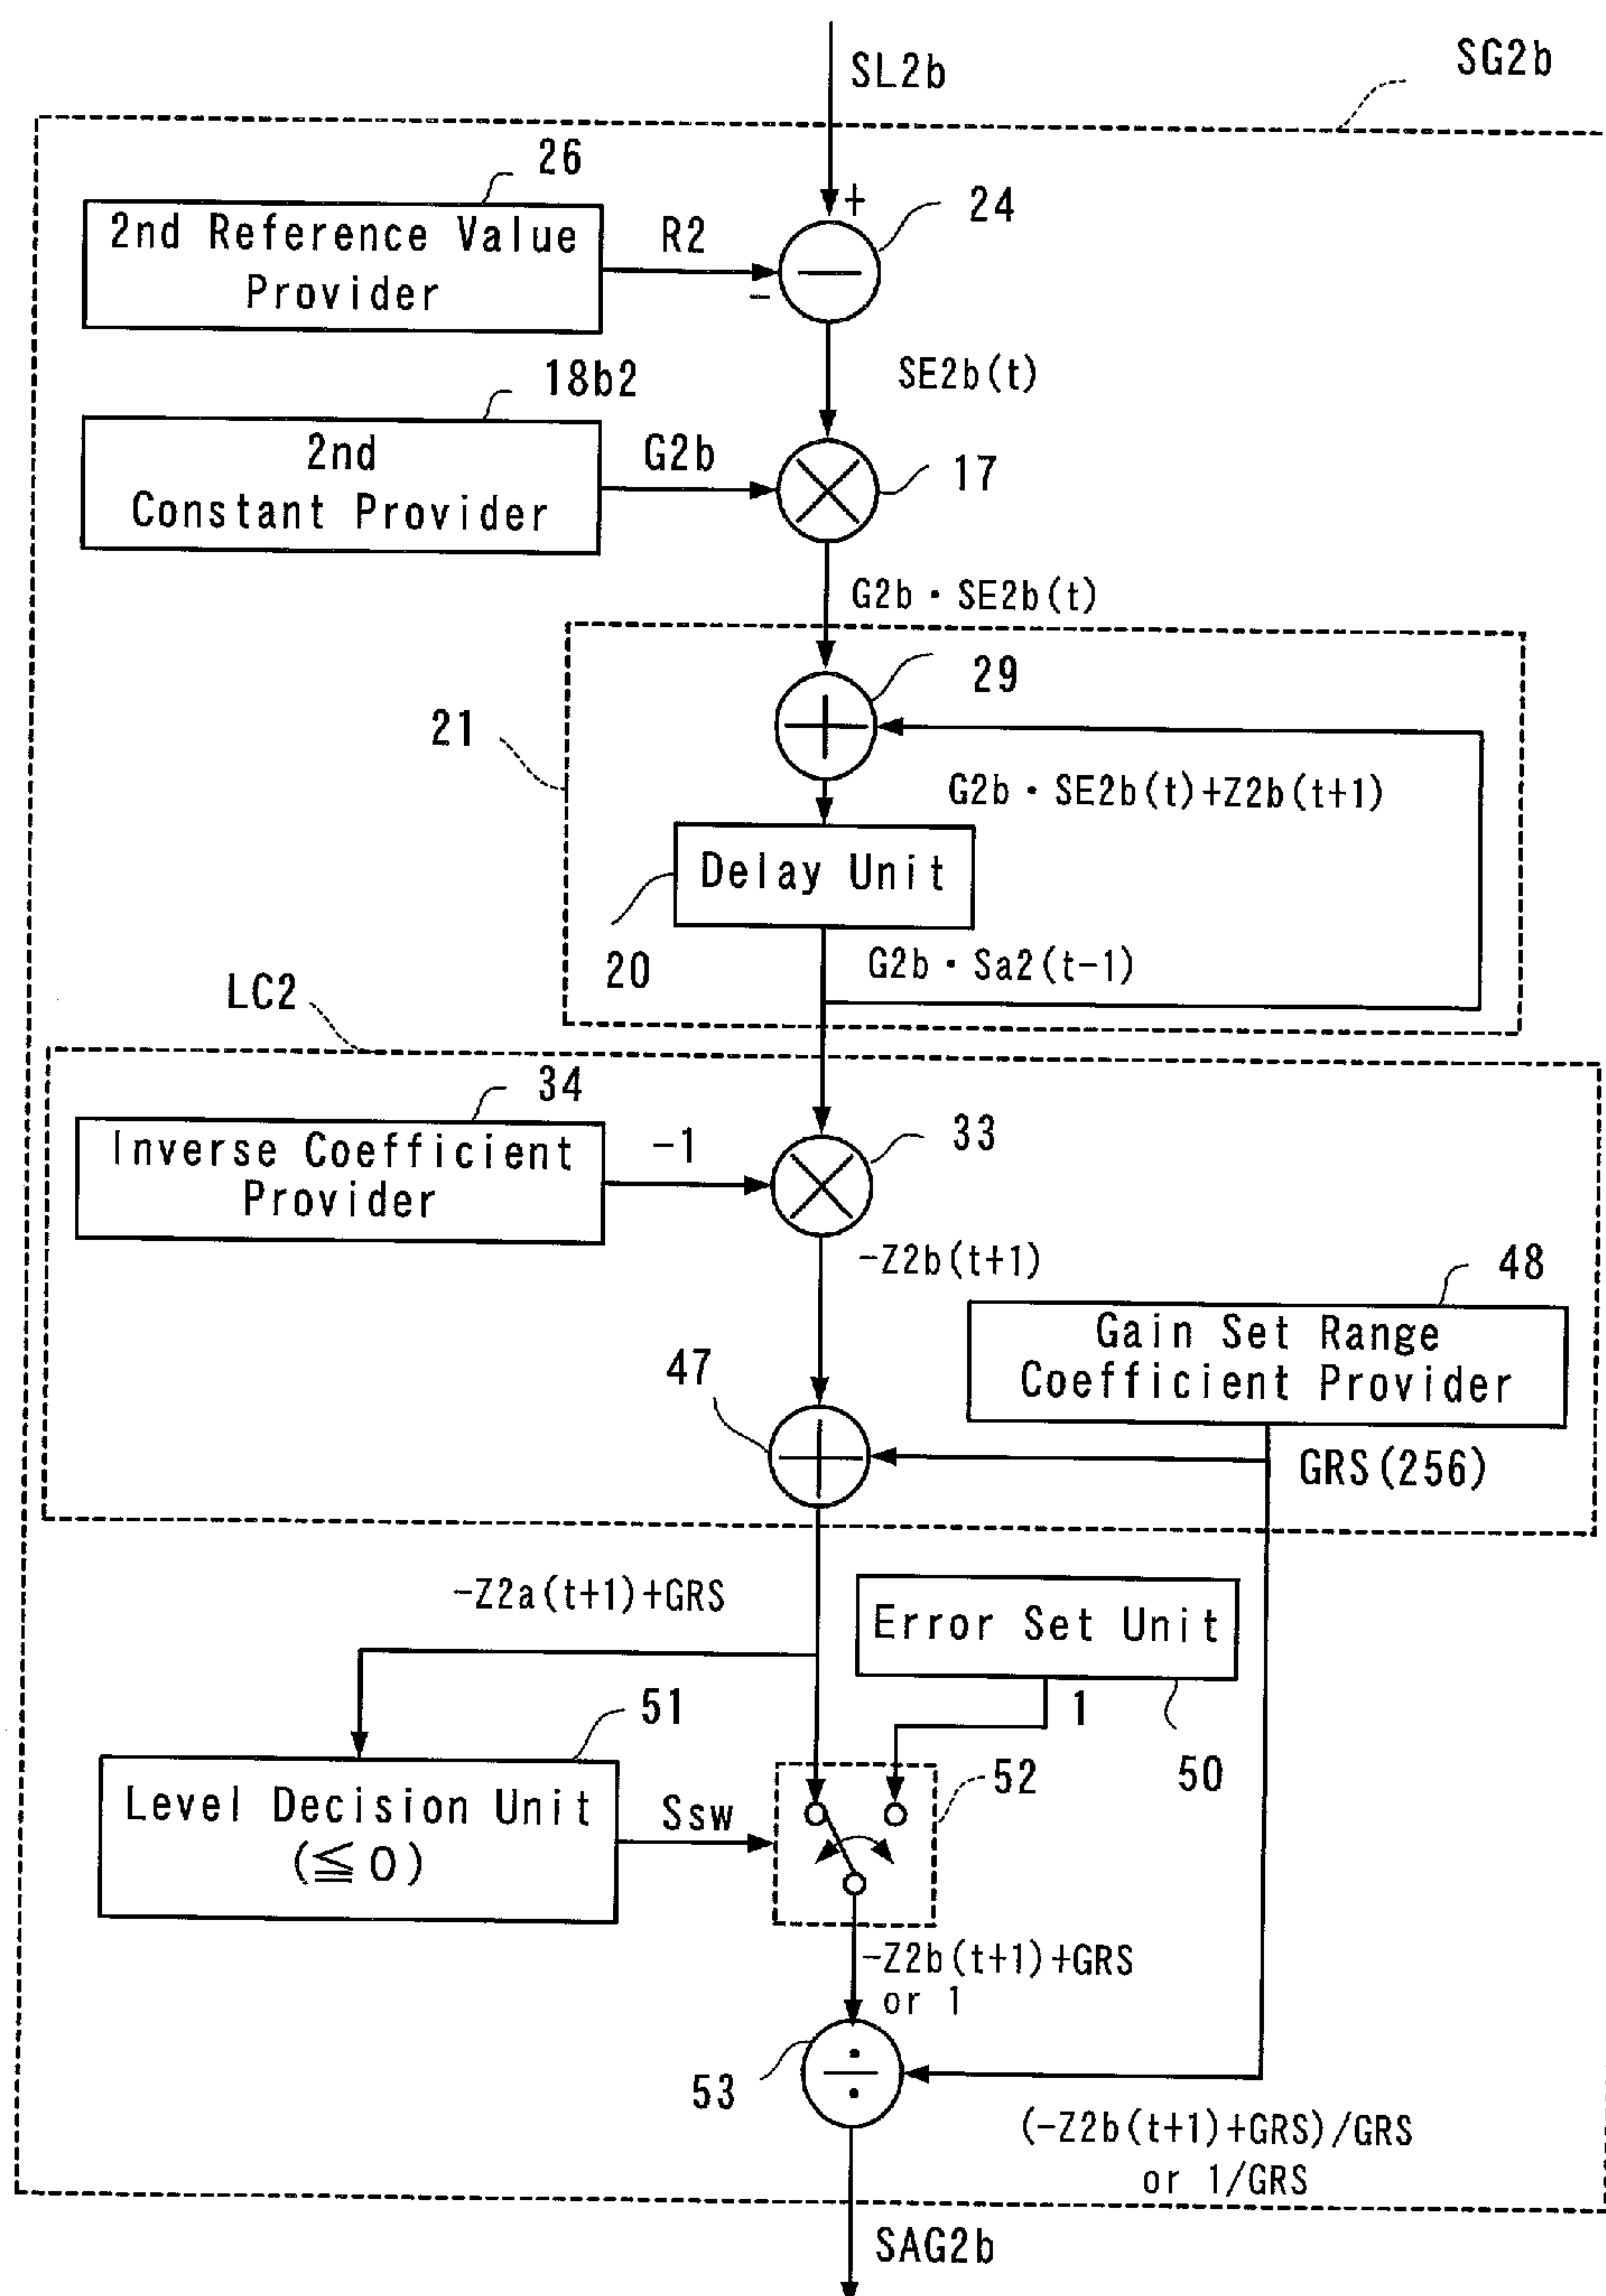 SL2b
SG2b
26
2nd Reference Value
Provider
R2
+
-
24
SE2b(t)
18b2
2nd
Constant Provider
G2b
17
G2b・SE2b(t)
21
29
G2b・SE2b(t)+Z2b(t+1)
Delay Unit
20
G2b・Sa2(t-1)
LC2
34
Inverse Coefficient
Provider
-1
33
-Z2b(t+1)
48
Gain Set Range
Coefficient Provider
47
GRS(256)
-Z2a(t+1)+GRS
Error Set Unit
1
50
51
Level Decision Unit
(≦0)
Ssw
52
-Z2b(t+1)+GRS
or 1
53
(-Z2b(t+1)+GRS)/GRS
or 1/GRS
SAG2b